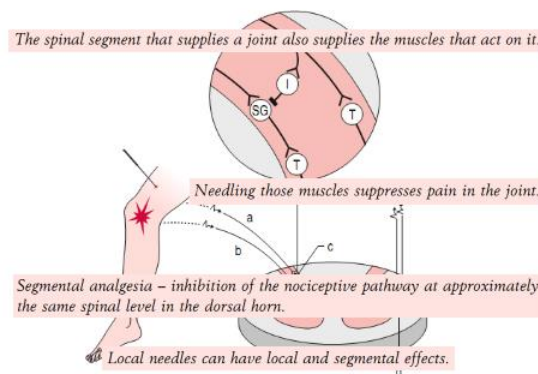 The spinal segment that supplies a joint also supplies the muscles that act on it.
I
SG
T
T
Needling those muscles suppresses pain in the joint.
a
b
c
Segmental analgesia – inhibition of the nociceptive pathway at approximately
the same spinal level in the dorsal horn.
Local needles can have local and segmental effects.